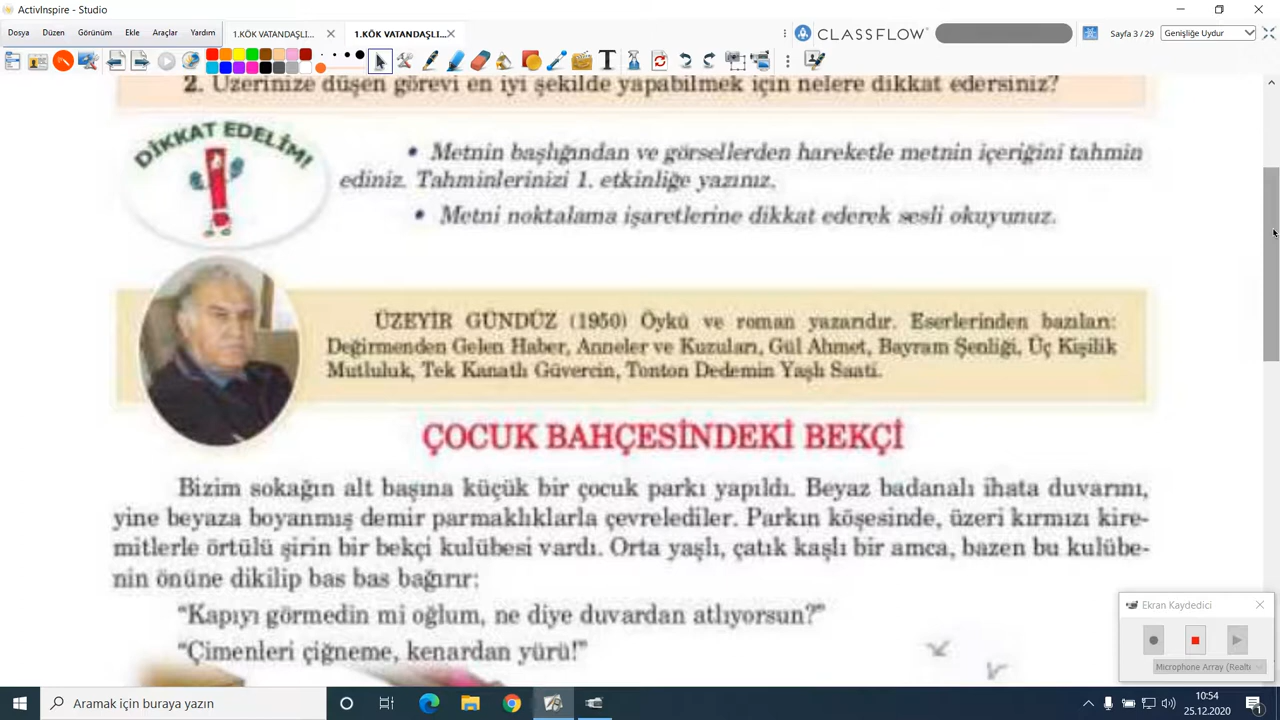 ActivInspire - Studio
Dosya Düzen Görünüm Ekle Araçlar Yardım
1.KÖK VATANDAŞLI... 1.KÖK VATANDAŞLI...
CLASSFLOW
Sayfa 3 / 29 Genişliğe Uydur
2. Üzerinize düşen görevi en iyi şekilde yapabilmek için nelere dikkat edersiniz?
DİKKAT EDELİM!
• Metnin başlığından ve görsellerden hareketle metnin içeriğini tahmin
ediniz. Tahminlerinizi 1. etkinliğe yazınız.
• Metni noktalama işaretlerine dikkat ederek sesli okuyunuz.
ÜZEYİR GÜNDÜZ (1950) Öykü ve roman yazarıdır. Eserlerinden bazıları:
Değirmenden Gelen Haber, Anneler ve Kuzuları, Gül Ahmet, Bayram Şenliği, Üç Kişilik
Mutluluk, Tek Kanatlı Güvercin, Tonton Dedemin Yaşlı Saati.
ÇOCUK BAHÇESİNDEKİ BEKÇİ
Bizim sokağın alt başına küçük bir çocuk parkı yapıldı. Beyaz badanalı ihata duvarını,
yine beyaza boyanmış demir parmaklıklarla çevrelediler. Parkın köşesinde, üzeri kırmızı kire-
mitlerle örtülü şirin bir bekçi kulübesi vardı. Orta yaşlı, çatık kaşlı bir amca, bazen bu kulübe-
nin önüne dikilip bas bas bağırır:
“Kapıyı görmedin mi oğlum, ne diye duvardan atlıyorsun?”
“Çimenleri çiğneme, kenardan yürü!”
Ekran Kaydedici
Microphone Array (Realt
Aramak için buraya yazın
10:54
25.12.2020
1